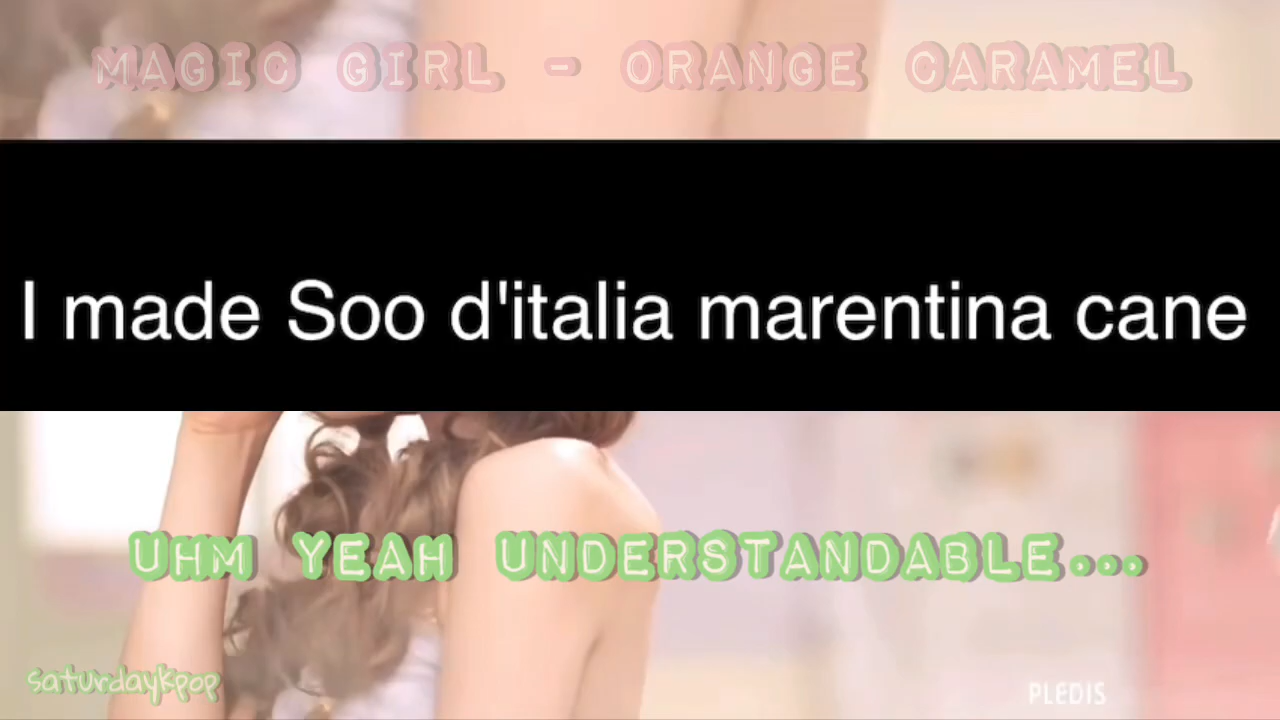 MAGIC GIRL - ORANGE CARAMEL
I made Soo d'italia marentina cane
UHM YEAH UNDERSTANDABLE...
saturdaykpop
PLEDIS